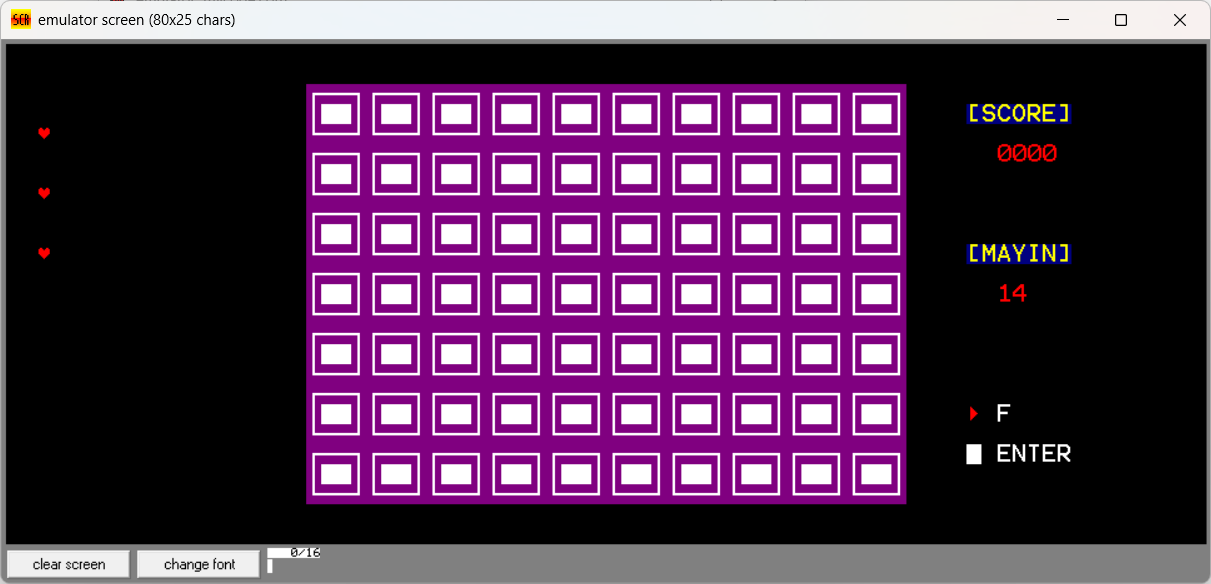 emulator screen (80x25 chars)
[SCORE]
0000
[MAYIN]
14
F
ENTER
clear screen
change font
0/16